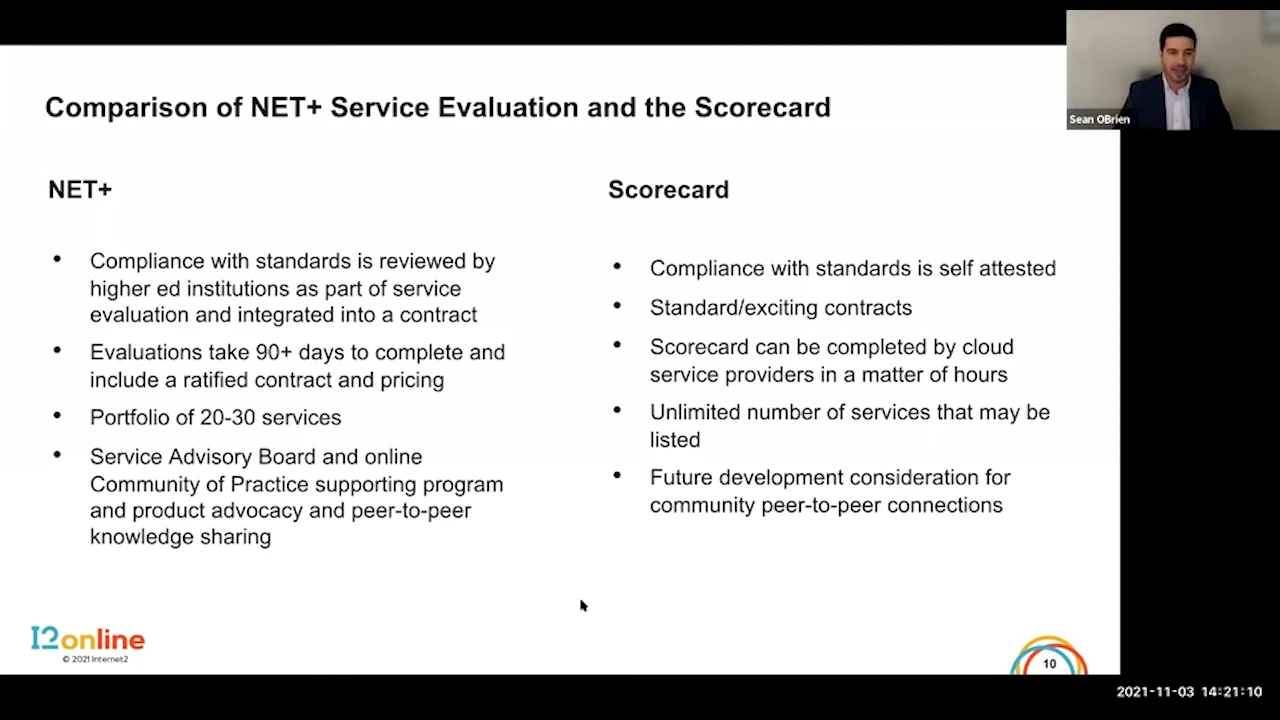 Comparison of NET+ Service Evaluation and the Scorecard
Sean OBrien
NET+
• Compliance with standards is reviewed by
higher ed institutions as part of service
evaluation and integrated into a contract
• Evaluations take 90+ days to complete and
include a ratified contract and pricing
• Portfolio of 20-30 services
• Service Advisory Board and online
Community of Practice supporting program
and product advocacy and peer-to-peer
knowledge sharing
Scorecard
• Compliance with standards is self attested
• Standard/exciting contracts
• Scorecard can be completed by cloud
service providers in a matter of hours
• Unlimited number of services that may be
listed
• Future development consideration for
community peer-to-peer connections
I2online
© 2021 Internet2
10
2021-11-03 14:21:10